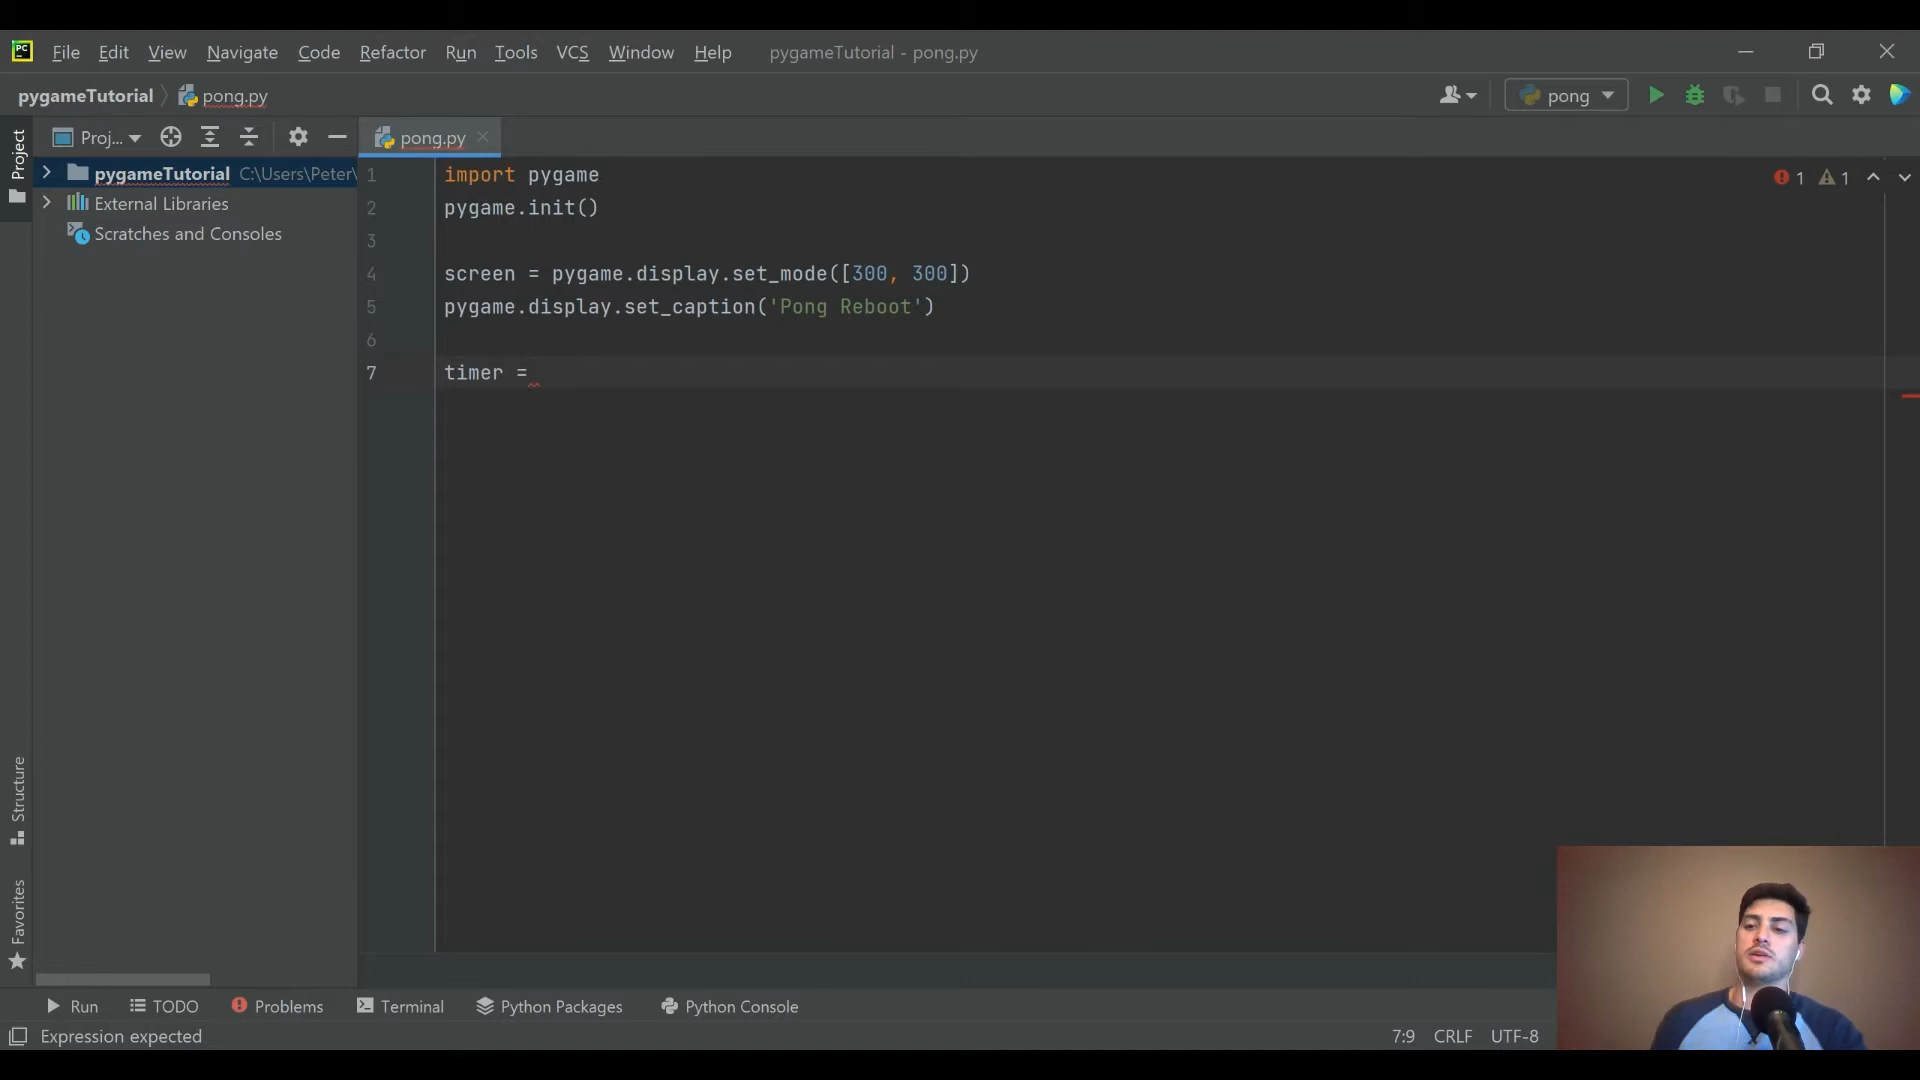 PC File Edit View Navigate Code Refactor Run Tools VCS Window Help pygameTutorial - pong.py
pygameTutorial pong.py pong
Project
Proj... pong.py
pygameTutorial C:\Users\Peter\
External Libraries
Scratches and Consoles
1 import pygame
2 pygame.init()
3
4 screen = pygame.display.set_mode([300, 300])
5 pygame.display.set_caption('Pong Reboot')
6
7 timer =
1 1
Structure
Favorites
Run TODO Problems Terminal Python Packages Python Console
Expression expected 7:9 CRLF UTF-8